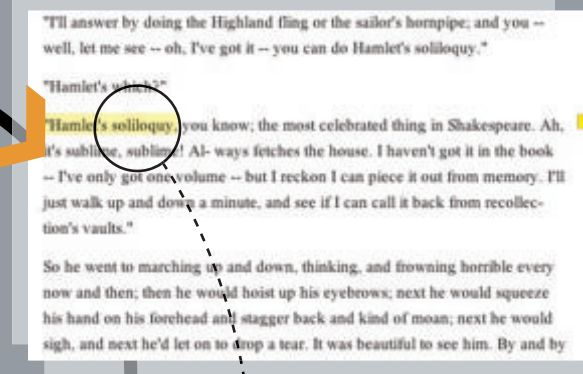 "I'll answer by doing the Highland fling or the sailor's hornpipe; and you --
well, let me see -- oh, I've got it -- you can do Hamlet's soliloquy."
"Hamlet's which?"
"Hamlet's soliloquy, you know; the most celebrated thing in Shakespeare. Ah,
it's sublime, sublime! Al- ways fetches the house. I haven't got it in the book
-- I've only got one volume -- but I reckon I can piece it out from memory. I'll
just walk up and down a minute, and see if I can call it back from recollec-
tion's vaults."
So he went to marching up and down, thinking, and frowning horrible every
now and then; then he would hoist up his eyebrows; next he would squeeze
his hand on his forehead and stagger back and kind of moan; next he would
sigh, and next he'd let on to drop a tear. It was beautiful to see him. By and by